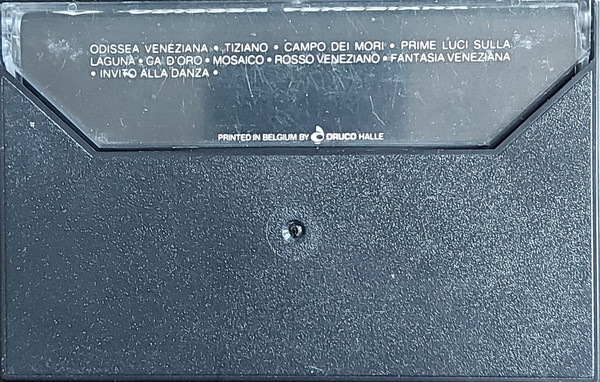 ODISSEA VENEZIANA • TIZIANO • CAMPO DEI MORI • PRIME LUCI SULLA
LAGUNA • CA' D'ORO • MOSAICO • ROSSO VENEZIANO • FANTASIA VENEZIANA
• INVITO ALLA DANZA •
PRINTED IN BELGIUM BY DRUCO HALLE